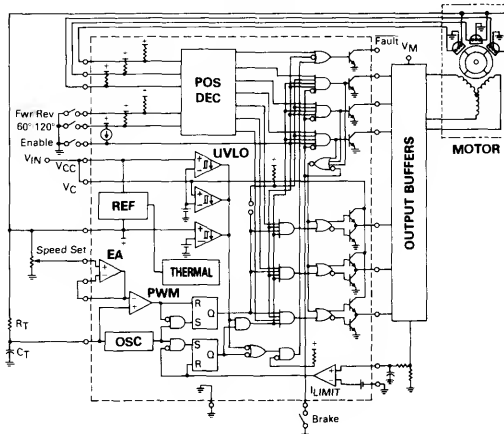 Fault
VM
MOTOR
POS
DEC
Fwr Rev
60° 120°
Enable
VIN
VCC
VC
UVLO
REF
THERMAL
Speed Set
EA
PWM
R
S
Q
RT
CT
OSC
S
R
Q
ILIMIT
Brake
OUTPUT BUFFERS